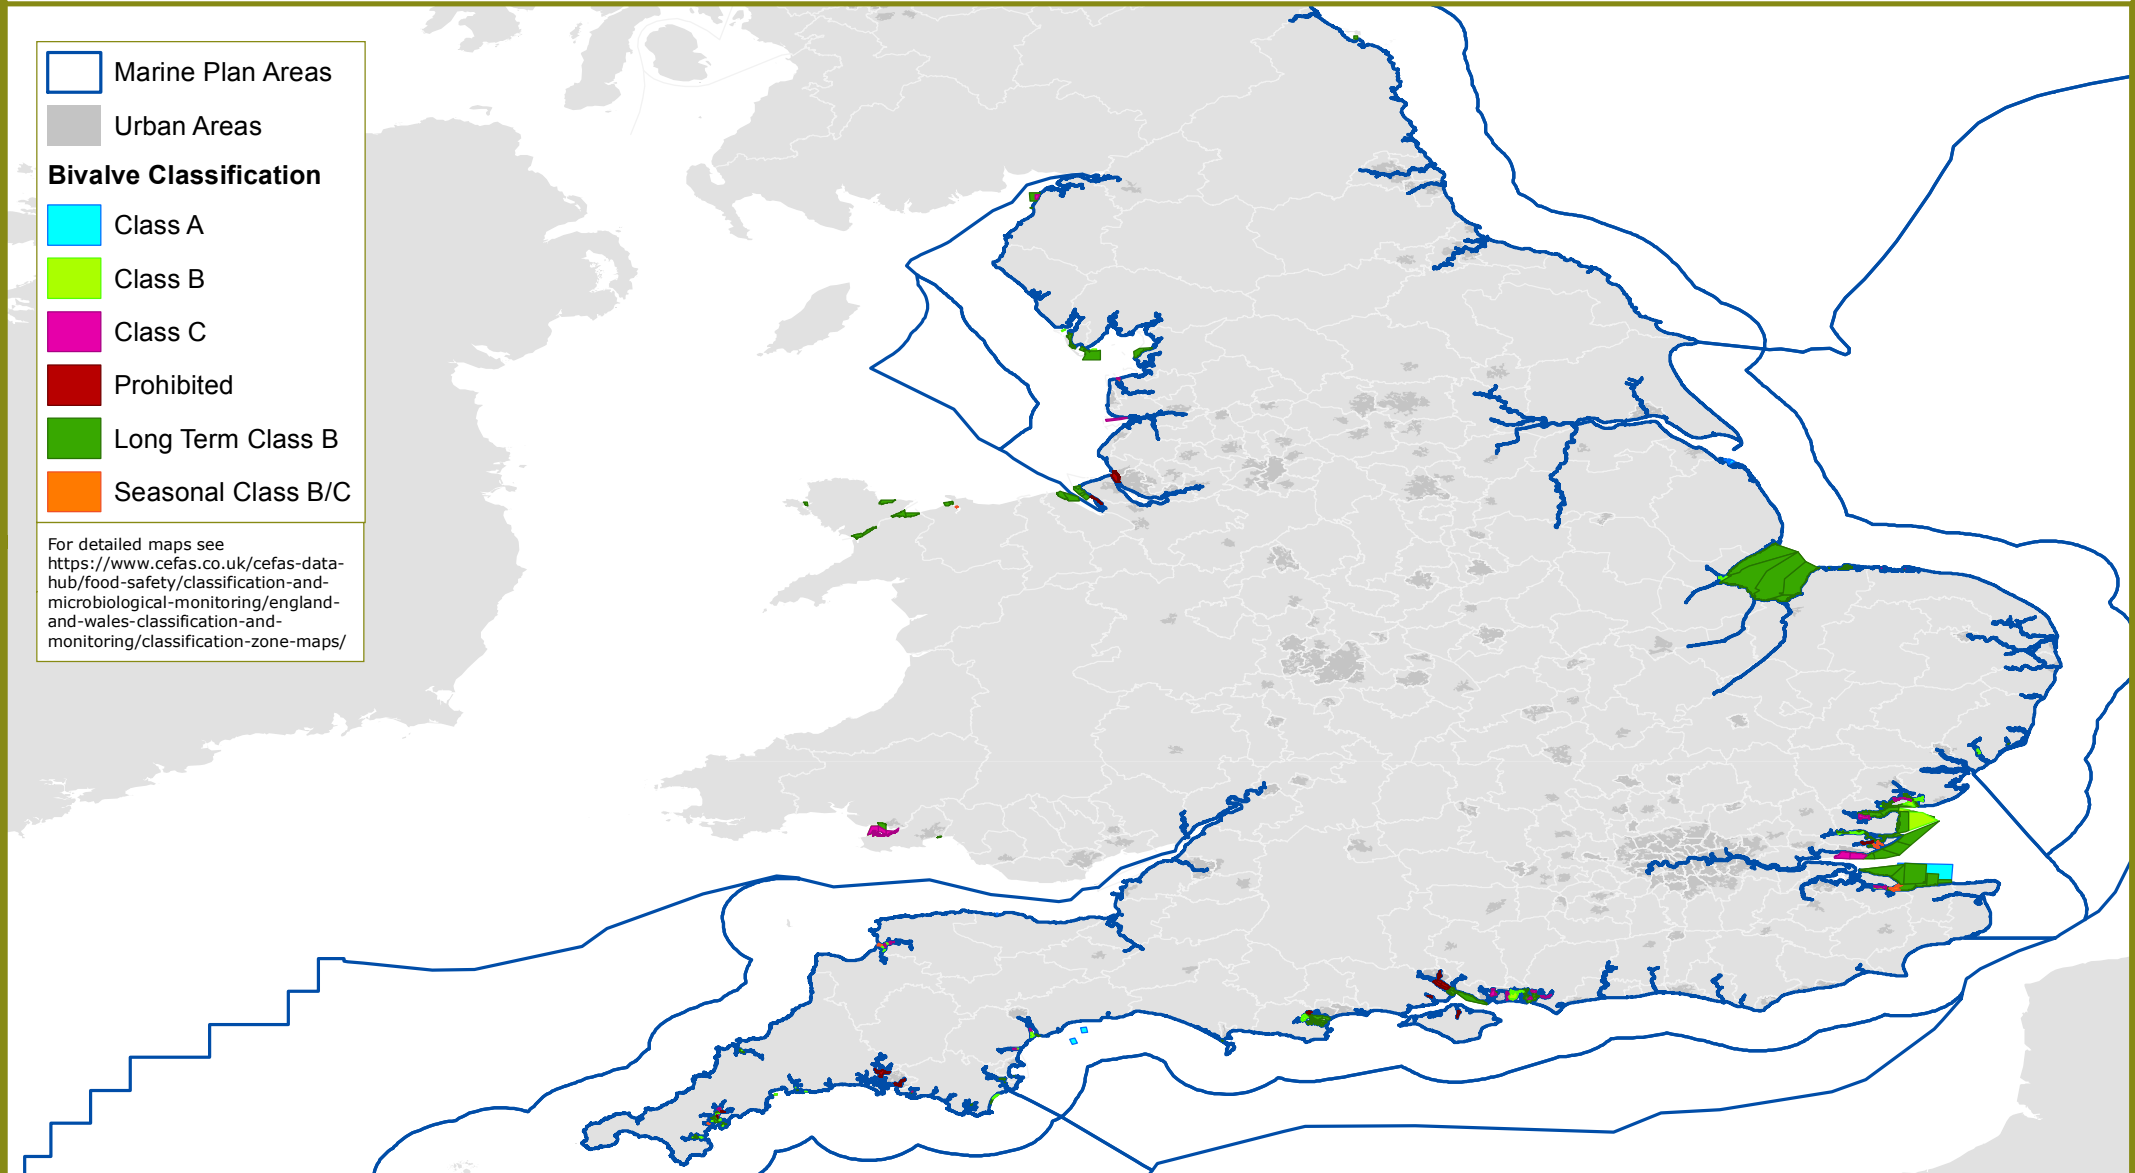 Marine Plan Areas
Urban Areas
Bivalve Classification
Class A
Class B
Class C
Prohibited
Long Term Class B
Seasonal Class B/C
For detailed maps see
https://www.cefas.co.uk/cefas-data-
hub/food-safety/classification-and-
microbiological-monitoring/england-
and-wales-classification-and-
monitoring/classification-zone-maps/